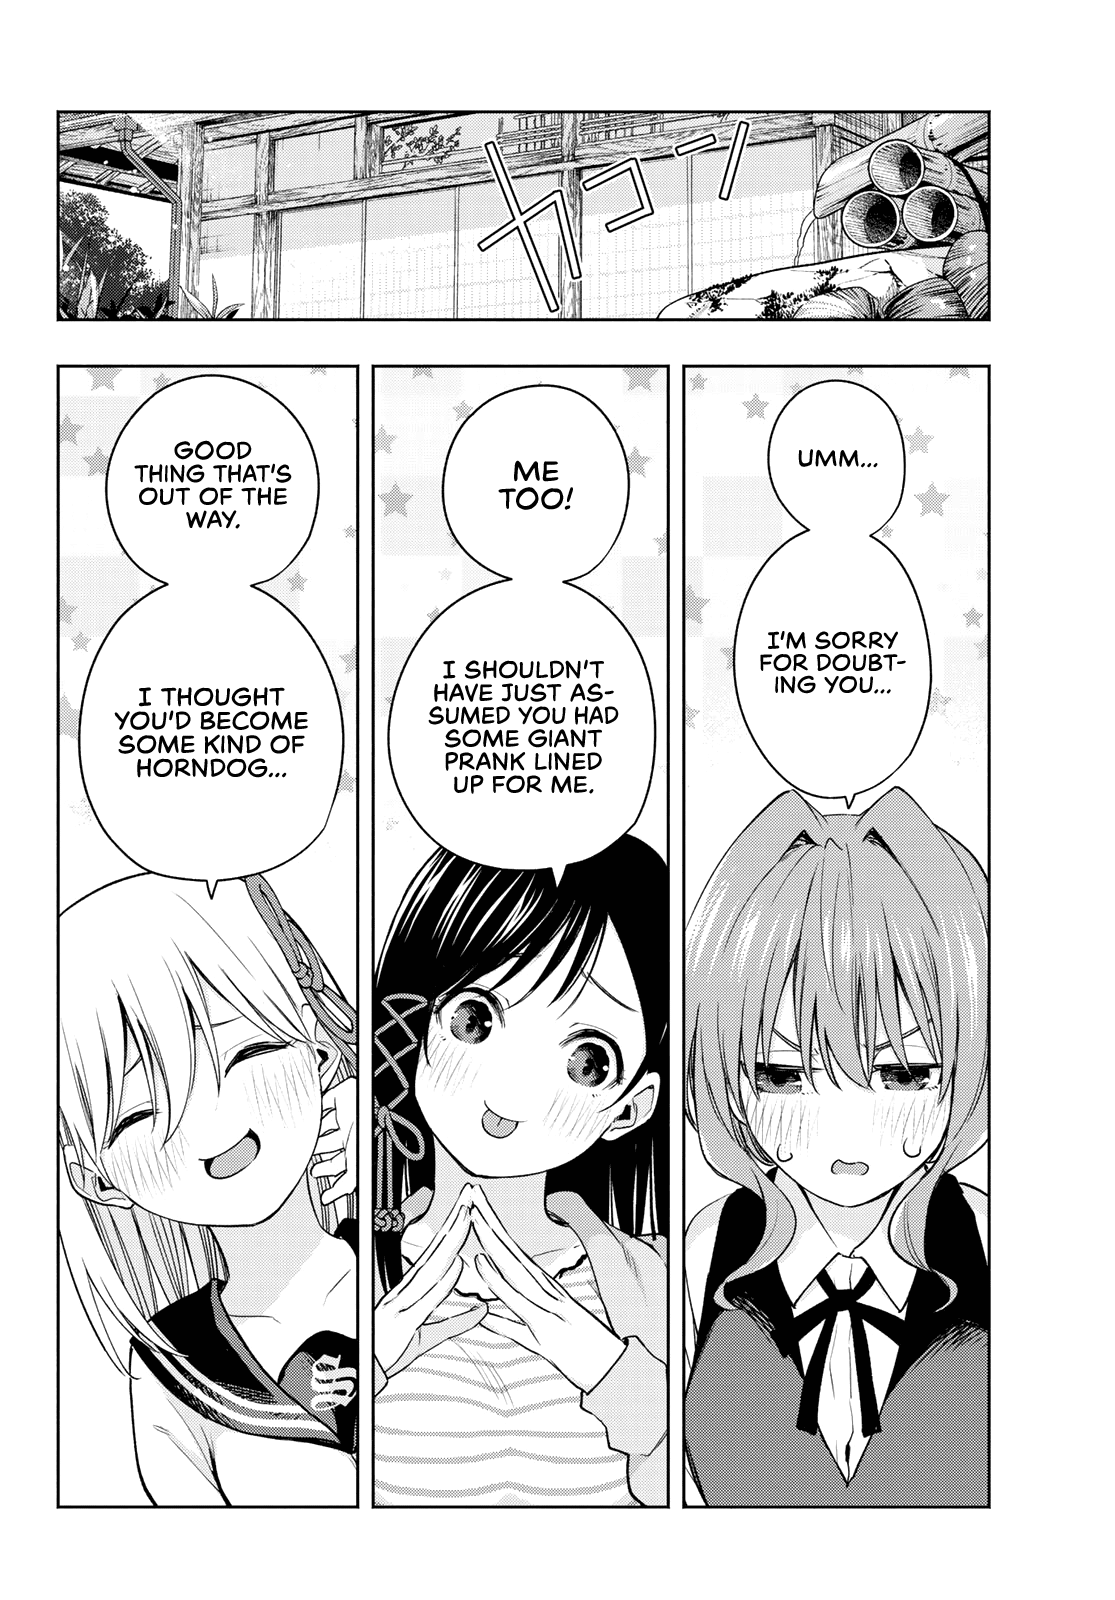 カコーン
UMM...
I'M SORRY
FOR DOUBT-
ING YOU...
ME
TOO!
I SHOULDN'T
HAVE JUST AS-
SUMED YOU HAD
SOME GIANT
PRANK LINED
UP FOR ME.
GOOD
THING THAT'S
OUT OF THE
WAY.
I THOUGHT
YOU'D BECOME
SOME KIND OF
HORNDOG...
S